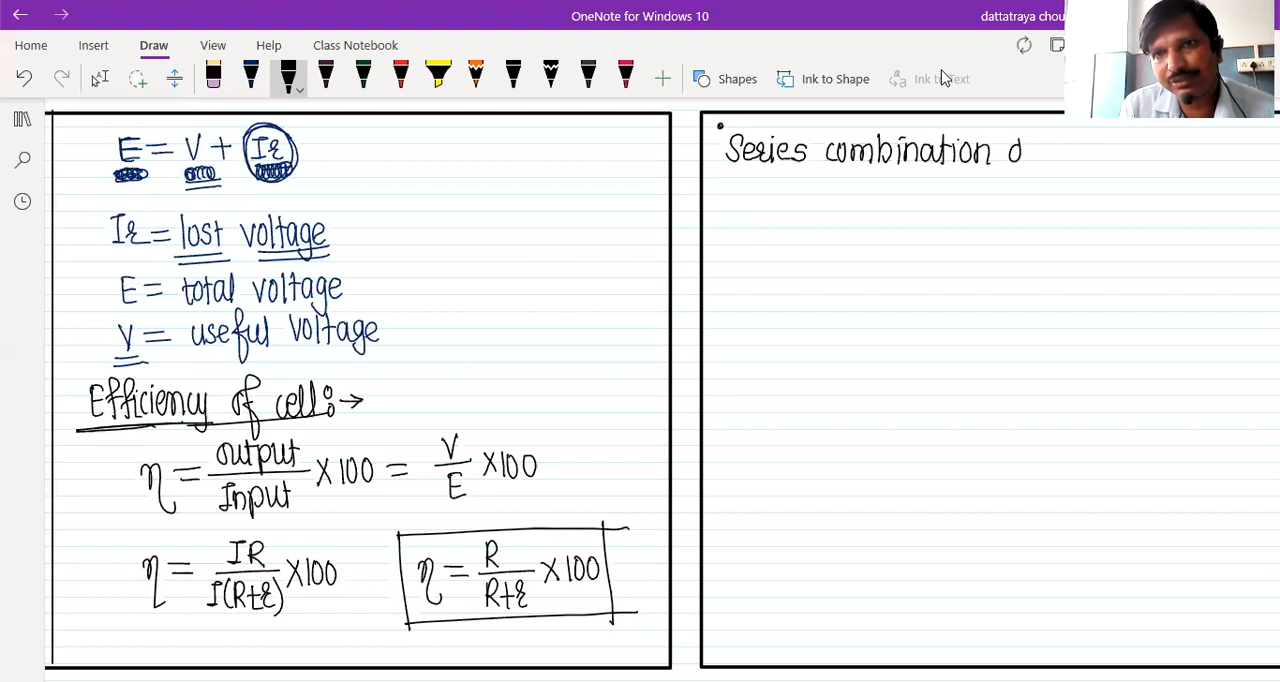 OneNote for Windows 10
dattatraya chou
Home Insert Draw View Help Class Notebook
Shapes Ink to Shape Ink to Text
E = V + Ir
Ir = lost voltage
E = total voltage
V = useful voltage
Efficiency of cell:→
η = output/Input × 100 = V/E × 100
η = IR/I(R+r) × 100
η = R/R+r × 100
Series combination o